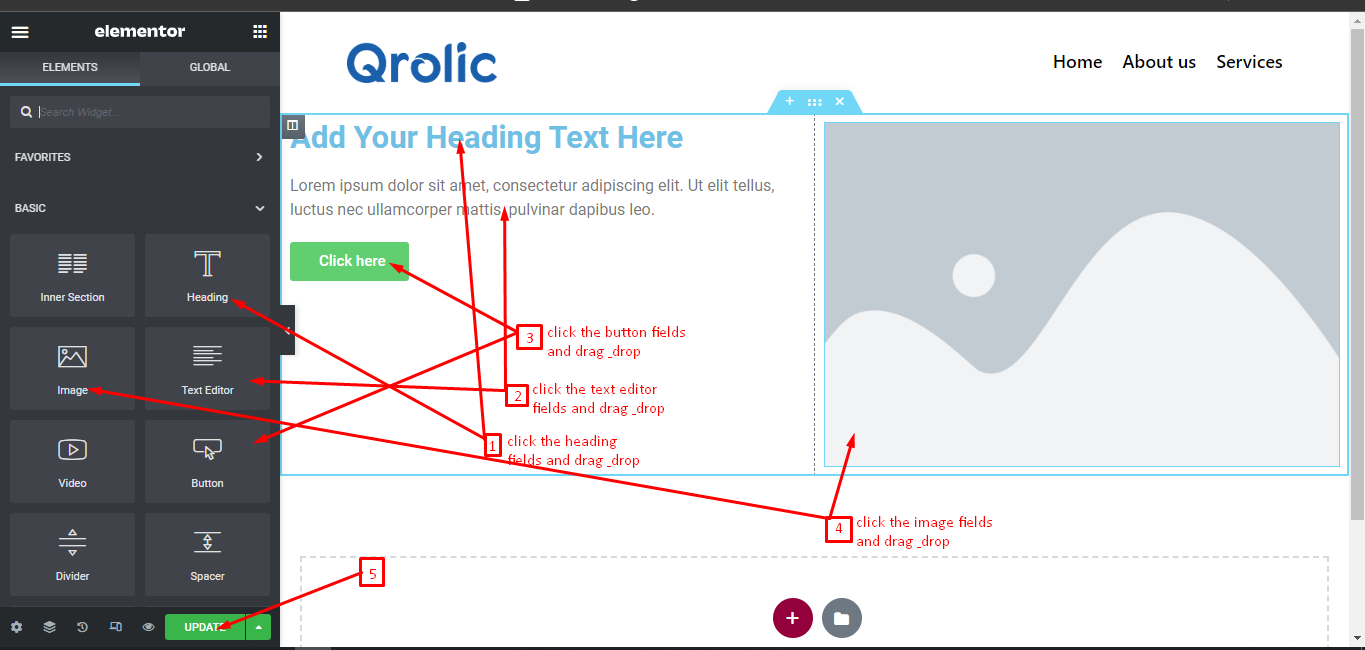 elementor
ELEMENTS
GLOBAL
Search Widget...
FAVORITES
BASIC
Inner Section
Heading
Image
Text Editor
Video
Button
Divider
Spacer
UPDATE
Qrolic
Home About us Services
Add Your Heading Text Here
Lorem ipsum dolor sit amet, consectetur adipiscing elit. Ut elit tellus,
luctus nec ullamcorper mattis, pulvinar dapibus leo.
Click here
3 click the button fields
and drag _drop
2 click the text editor
fields and drag _drop
1 click the heading
fields and drag _drop
4 click the image fields
and drag _drop
5